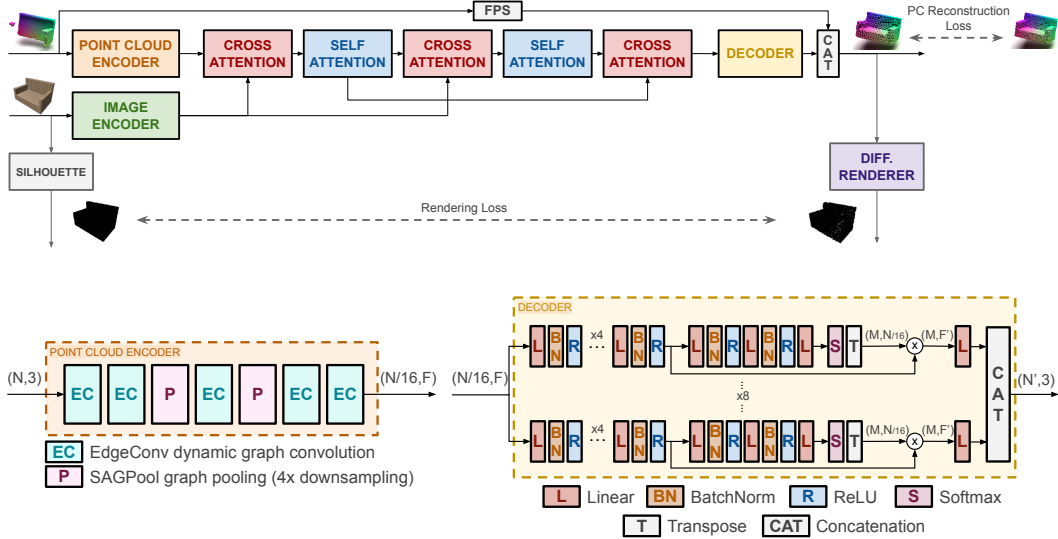 FPS
PC Reconstruction
Loss
POINT CLOUD
ENCODER
CROSS
ATTENTION
SELF
ATTENTION
CROSS
ATTENTION
SELF
ATTENTION
CROSS
ATTENTION
DECODER
CAT
IMAGE
ENCODER
SILHOUETTE
DIFF.
RENDERER
Rendering Loss
POINT CLOUD ENCODER
(N,3)
EC EC P EC P EC EC
(N/16,F)
EC EdgeConv dynamic graph convolution
P SAGPool graph pooling (4x downsampling)
DECODER
(N/16,F)
L BN R x4 ... L BN R L BN R L BN R L S T (M,N/16) x (M,F') L
... x8 ...
L BN R x4 ... L BN R L BN R L BN R L S T (M,N/16) x (M,F') L
CAT
(N',3)
L Linear BN BatchNorm R ReLU S Softmax
T Transpose CAT Concatenation